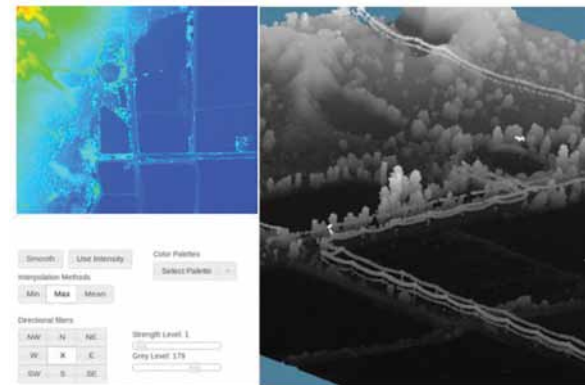 Smooth
Use Intensity
Color Palettes
Select Palette
Interpolation Methods
Min
Max
Mean
Directional filters
NW
N
NE
W
X
E
SW
S
SE
Strength Level: 1
Grey Level: 179